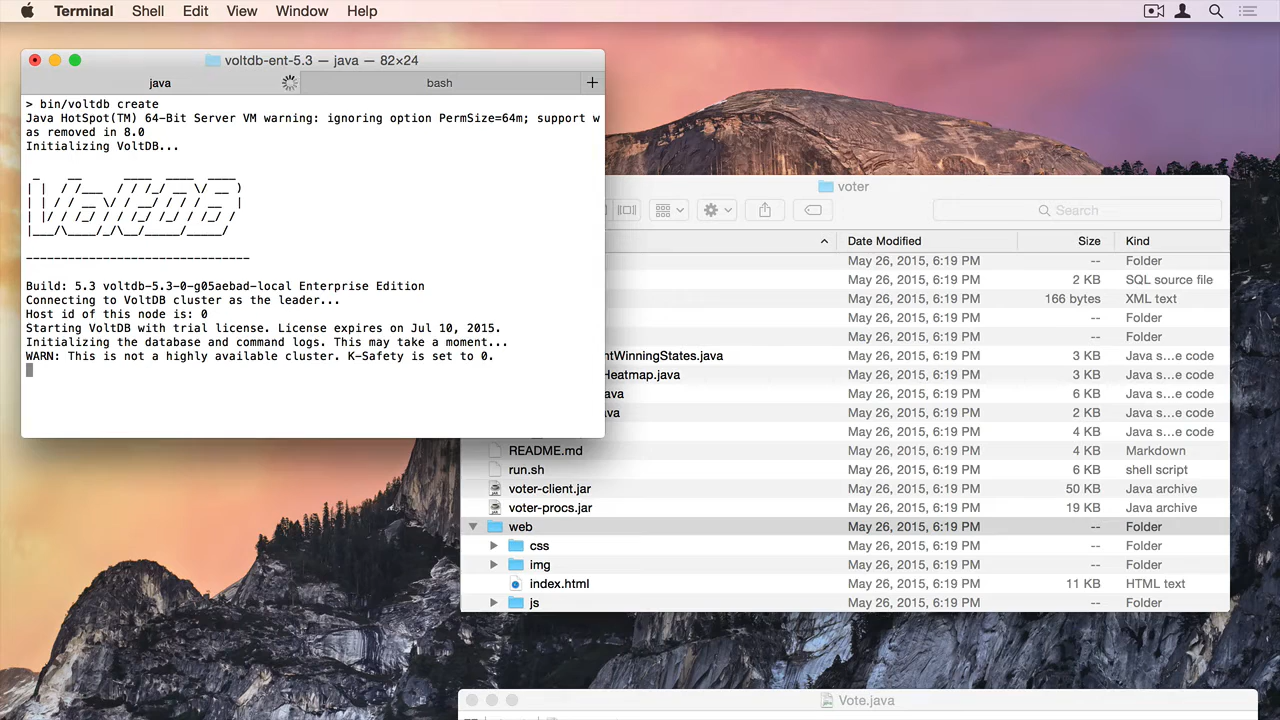 Terminal Shell Edit View Window Help
voltdb-ent-5.3 — java — 82×24
java bash +
> bin/voltdb create
Java HotSpot(TM) 64-Bit Server VM warning: ignoring option PermSize=64m; support w
as removed in 8.0
Initializing VoltDB...
------------------------------- 
Build: 5.3 voltdb-5.3-0-g05aebad-local Enterprise Edition
Connecting to VoltDB cluster as the leader...
Host id of this node is: 0
Starting VoltDB with trial license. License expires on Jul 10, 2015.
Initializing the database and command logs. This may take a moment...
WARN: This is not a highly available cluster. K-Safety is set to 0.
voter
Search
Date Modified Size Kind
May 26, 2015, 6:19 PM -- Folder
May 26, 2015, 6:19 PM 2 KB SQL source file
May 26, 2015, 6:19 PM 166 bytes XML text
May 26, 2015, 6:19 PM -- Folder
May 26, 2015, 6:19 PM -- Folder
ntWinningStates.java May 26, 2015, 6:19 PM 3 KB Java s...e code
Heatmap.java May 26, 2015, 6:19 PM 3 KB Java s...e code
ava May 26, 2015, 6:19 PM 6 KB Java s...e code
va May 26, 2015, 6:19 PM 2 KB Java s...e code
May 26, 2015, 6:19 PM 4 KB Java s...e code
README.md May 26, 2015, 6:19 PM 4 KB Markdown
run.sh May 26, 2015, 6:19 PM 6 KB shell script
voter-client.jar May 26, 2015, 6:19 PM 50 KB Java archive
voter-procs.jar May 26, 2015, 6:19 PM 19 KB Java archive
web May 26, 2015, 6:19 PM -- Folder
css May 26, 2015, 6:19 PM -- Folder
img May 26, 2015, 6:19 PM -- Folder
index.html May 26, 2015, 6:19 PM 11 KB HTML text
js May 26, 2015, 6:19 PM -- Folder
Vote.java